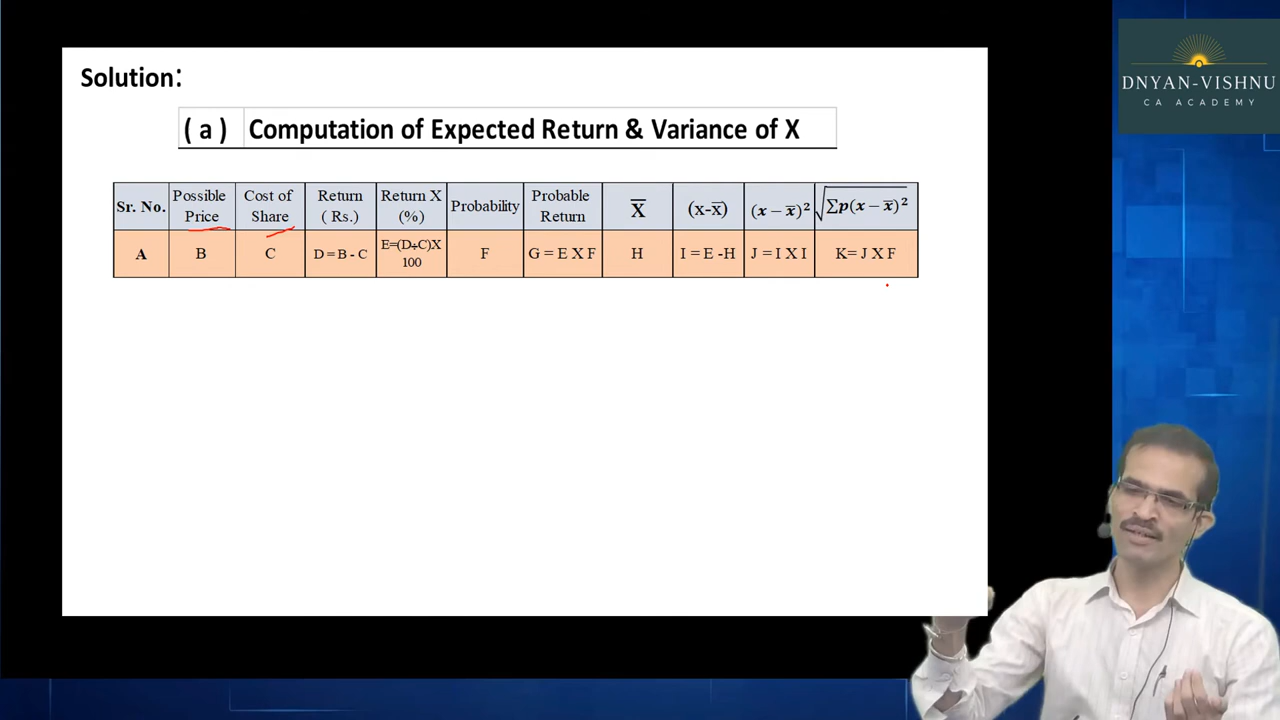 DNYAN-VISHNU
CA ACADEMY
Solution:
( a ) Computation of Expected Return & Variance of X
Sr. No. Possible Price Cost of Share Return ( Rs.) Return X (%) Probability Probable Return X̅ (x-x̅) (x − x̅)² √Σp(x − x̅)²
A B C D = B - C E=(D÷C)X 100 F G = E X F H I = E -H J = I X I K= J X F